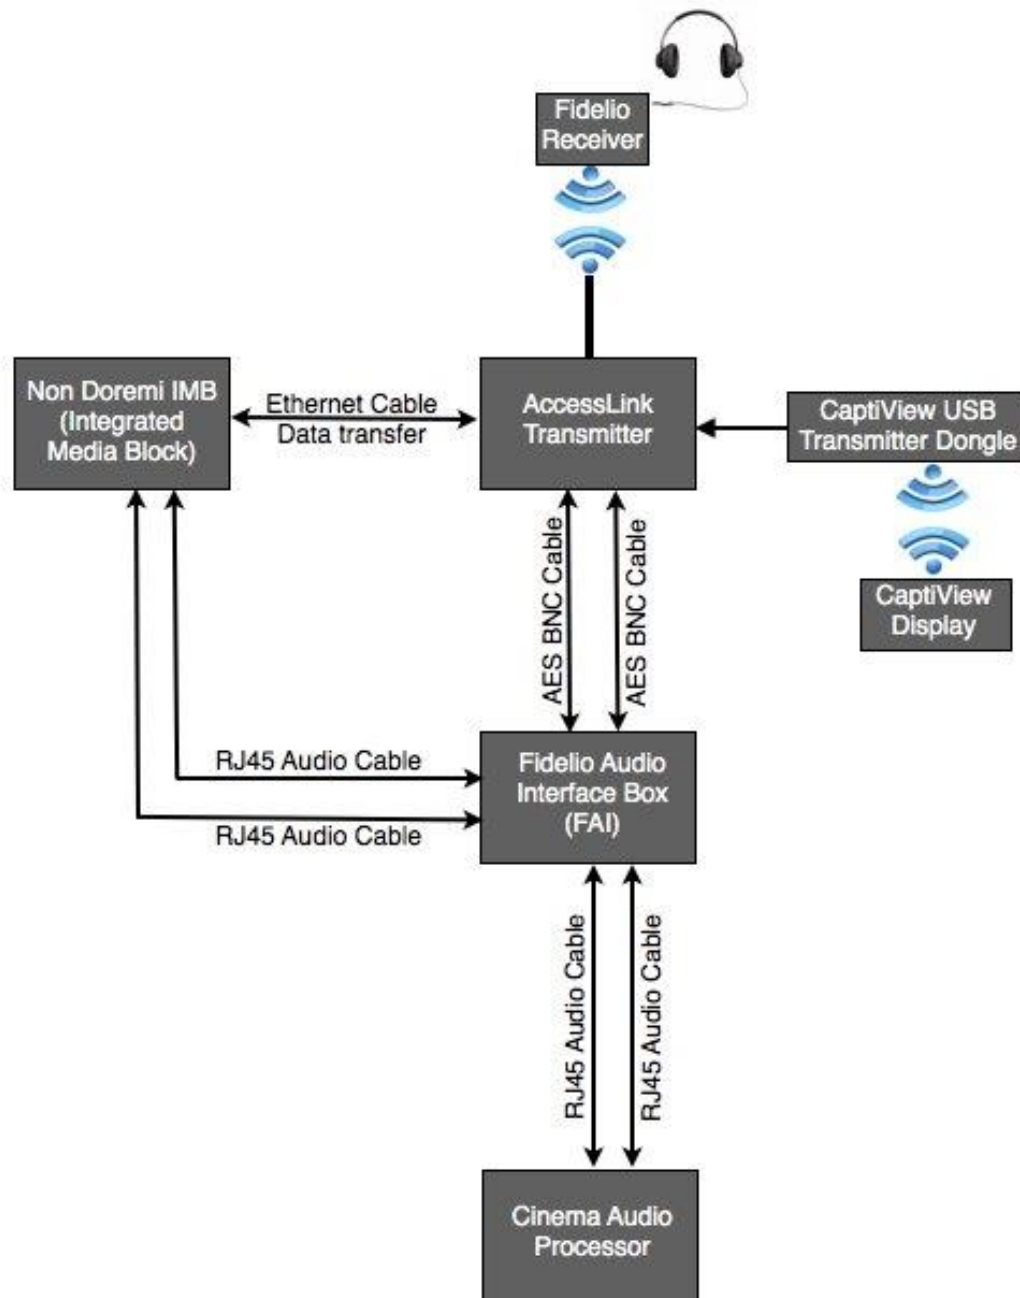 Fidelio
Receiver
Non Doremi IMB
(Integrated
Media Block)
Ethernet Cable
Data transfer
AccessLink
Transmitter
CaptiView USB
Transmitter Dongle
CaptiView
Display
AES BNC Cable
AES BNC Cable
RJ45 Audio Cable
RJ45 Audio Cable
Fidelio Audio
Interface Box
(FAI)
RJ45 Audio Cable
RJ45 Audio Cable
Cinema Audio
Processor